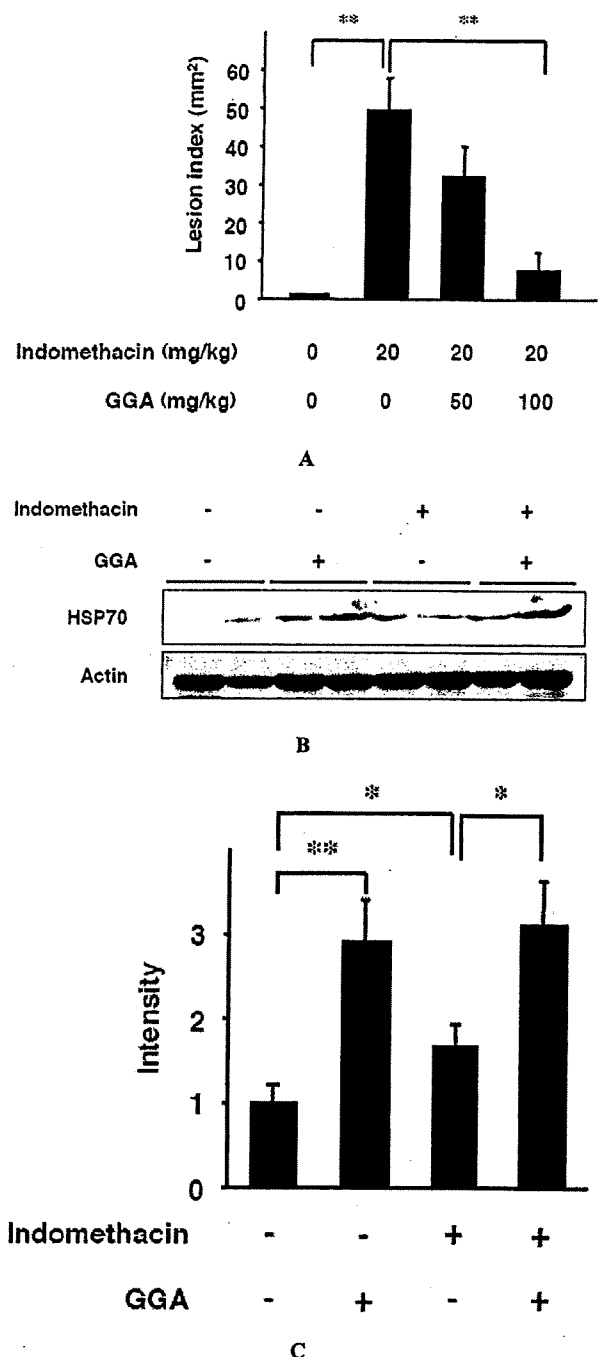 ** **
Lesion index (mm²)
60
50
40
30
20
10
0
Indomethacin (mg/kg) 0 20 20 20
GGA (mg/kg) 0 0 50 100
A
Indomethacin - - + +
GGA - + - +
HSP70
Actin
B
* *
**
Intensity
3
2
1
0
Indomethacin - - + +
GGA - + - +
C